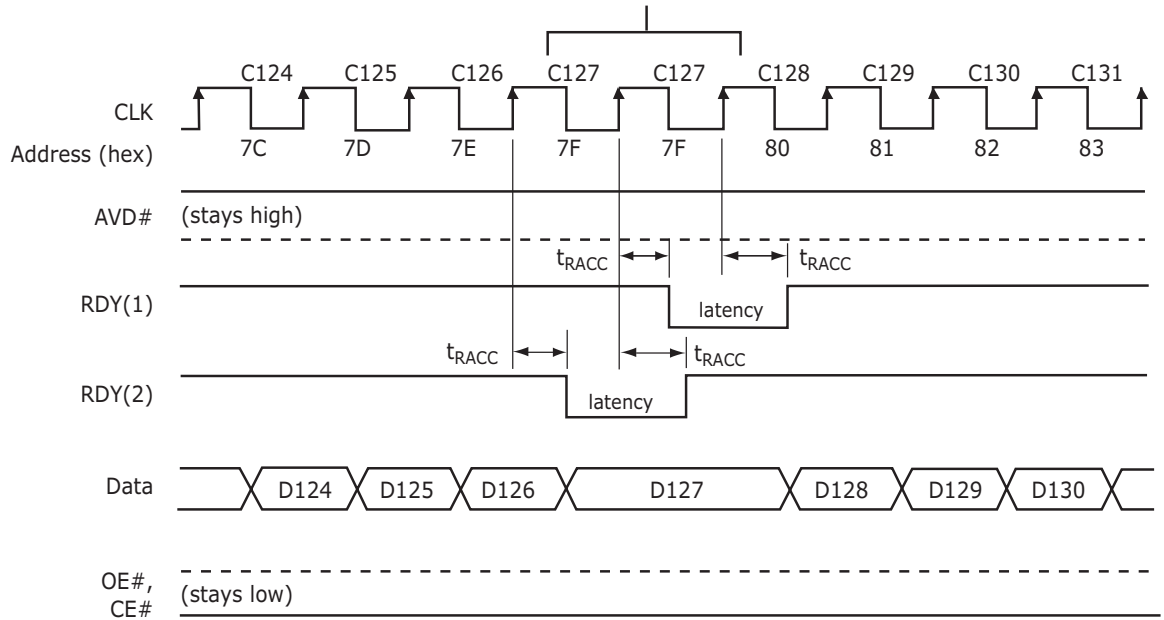 C124 C125 C126 C127 C127 C128 C129 C130 C131
CLK
Address (hex) 7C 7D 7E 7F 7F 80 81 82 83
AVD# (stays high)
tRACC tRACC
RDY(1) latency
tRACC tRACC
RDY(2) latency
Data D124 D125 D126 D127 D128 D129 D130
OE#,
CE# (stays low)